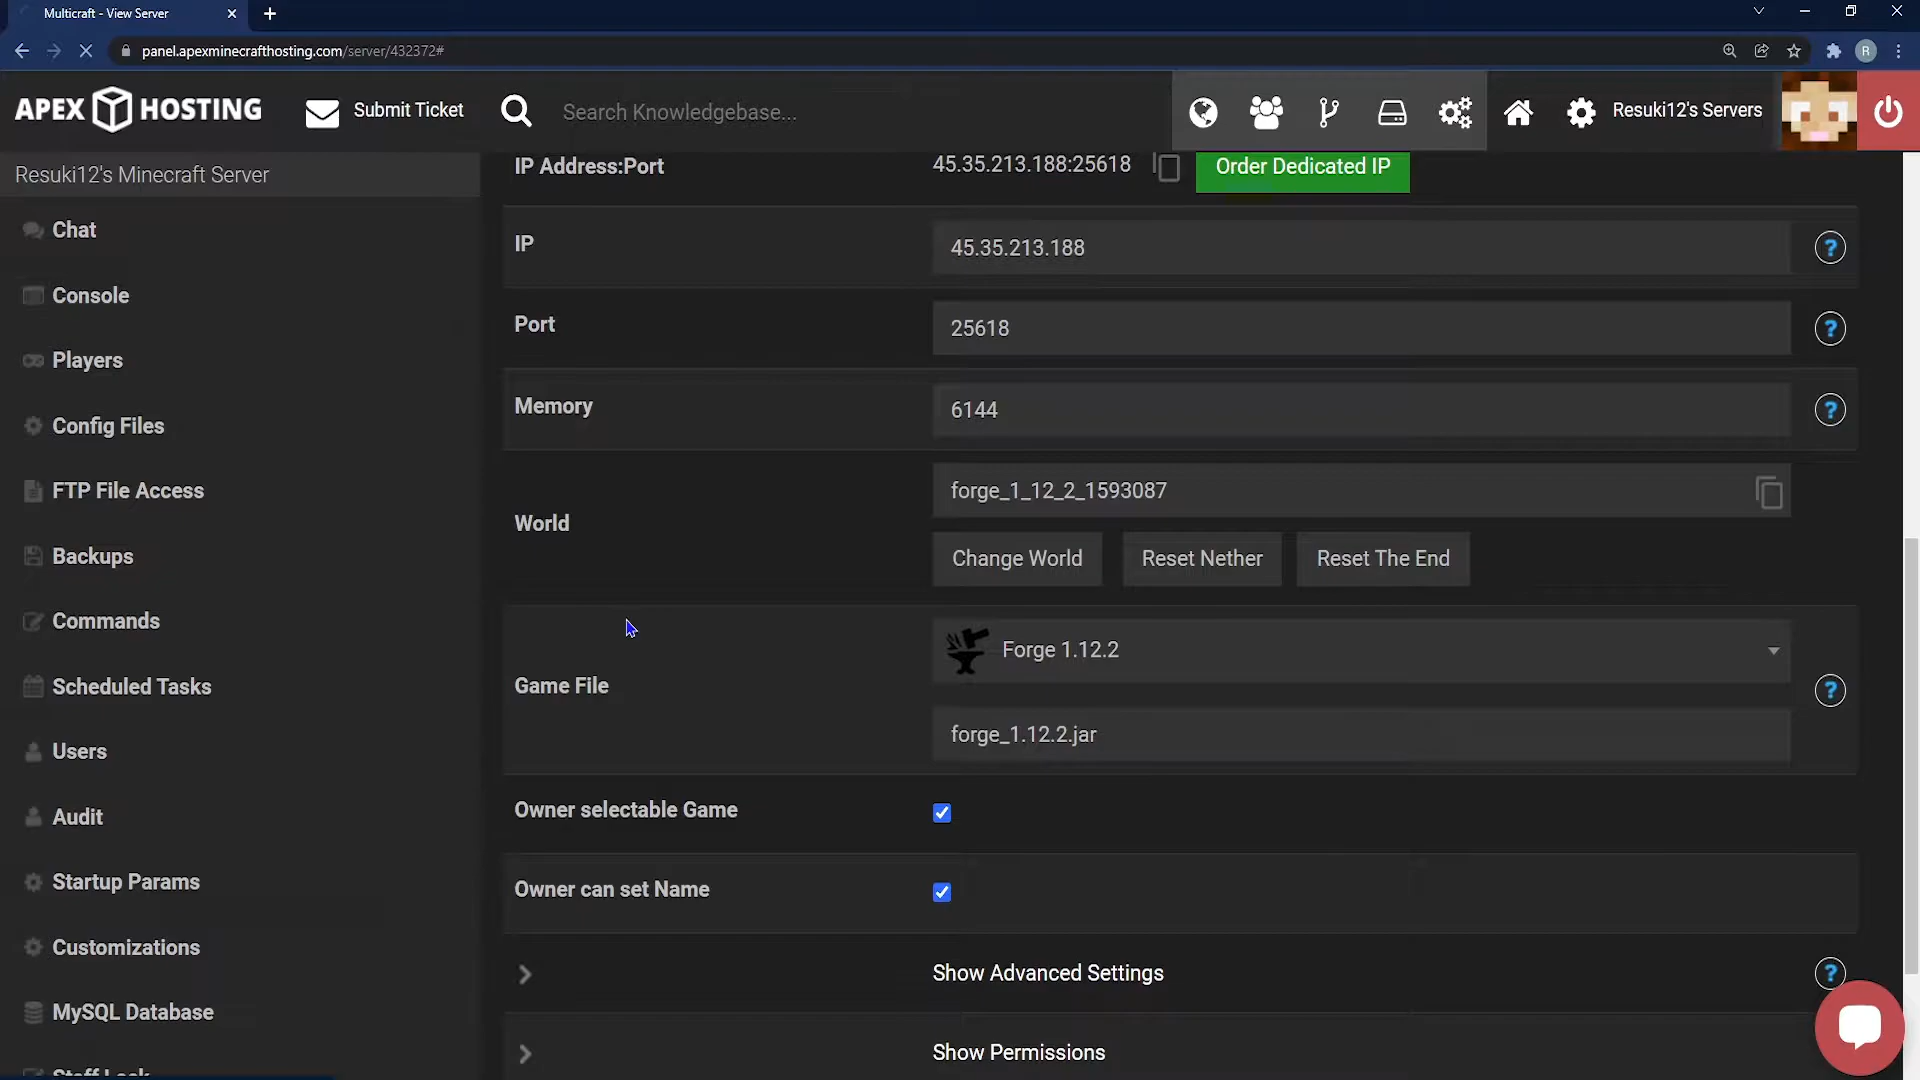 Multicraft - View Server
panel.apexminecrafthosting.com/server/432372#
R
APEX HOSTING
Submit Ticket
Search Knowledgebase...
Resuki12's Servers
Resuki12's Minecraft Server
Chat
Console
Players
Config Files
FTP File Access
Backups
Commands
Scheduled Tasks
Users
Audit
Startup Params
Customizations
MySQL Database
IP Address:Port
45.35.213.188:25618
Order Dedicated IP
IP
45.35.213.188
?
Port
25618
?
Memory
6144
?
World
forge_1_12_2_1593087
Change World
Reset Nether
Reset The End
Game File
Forge 1.12.2
forge_1.12.2.jar
?
Owner selectable Game
Owner can set Name
Show Advanced Settings
?
Show Permissions